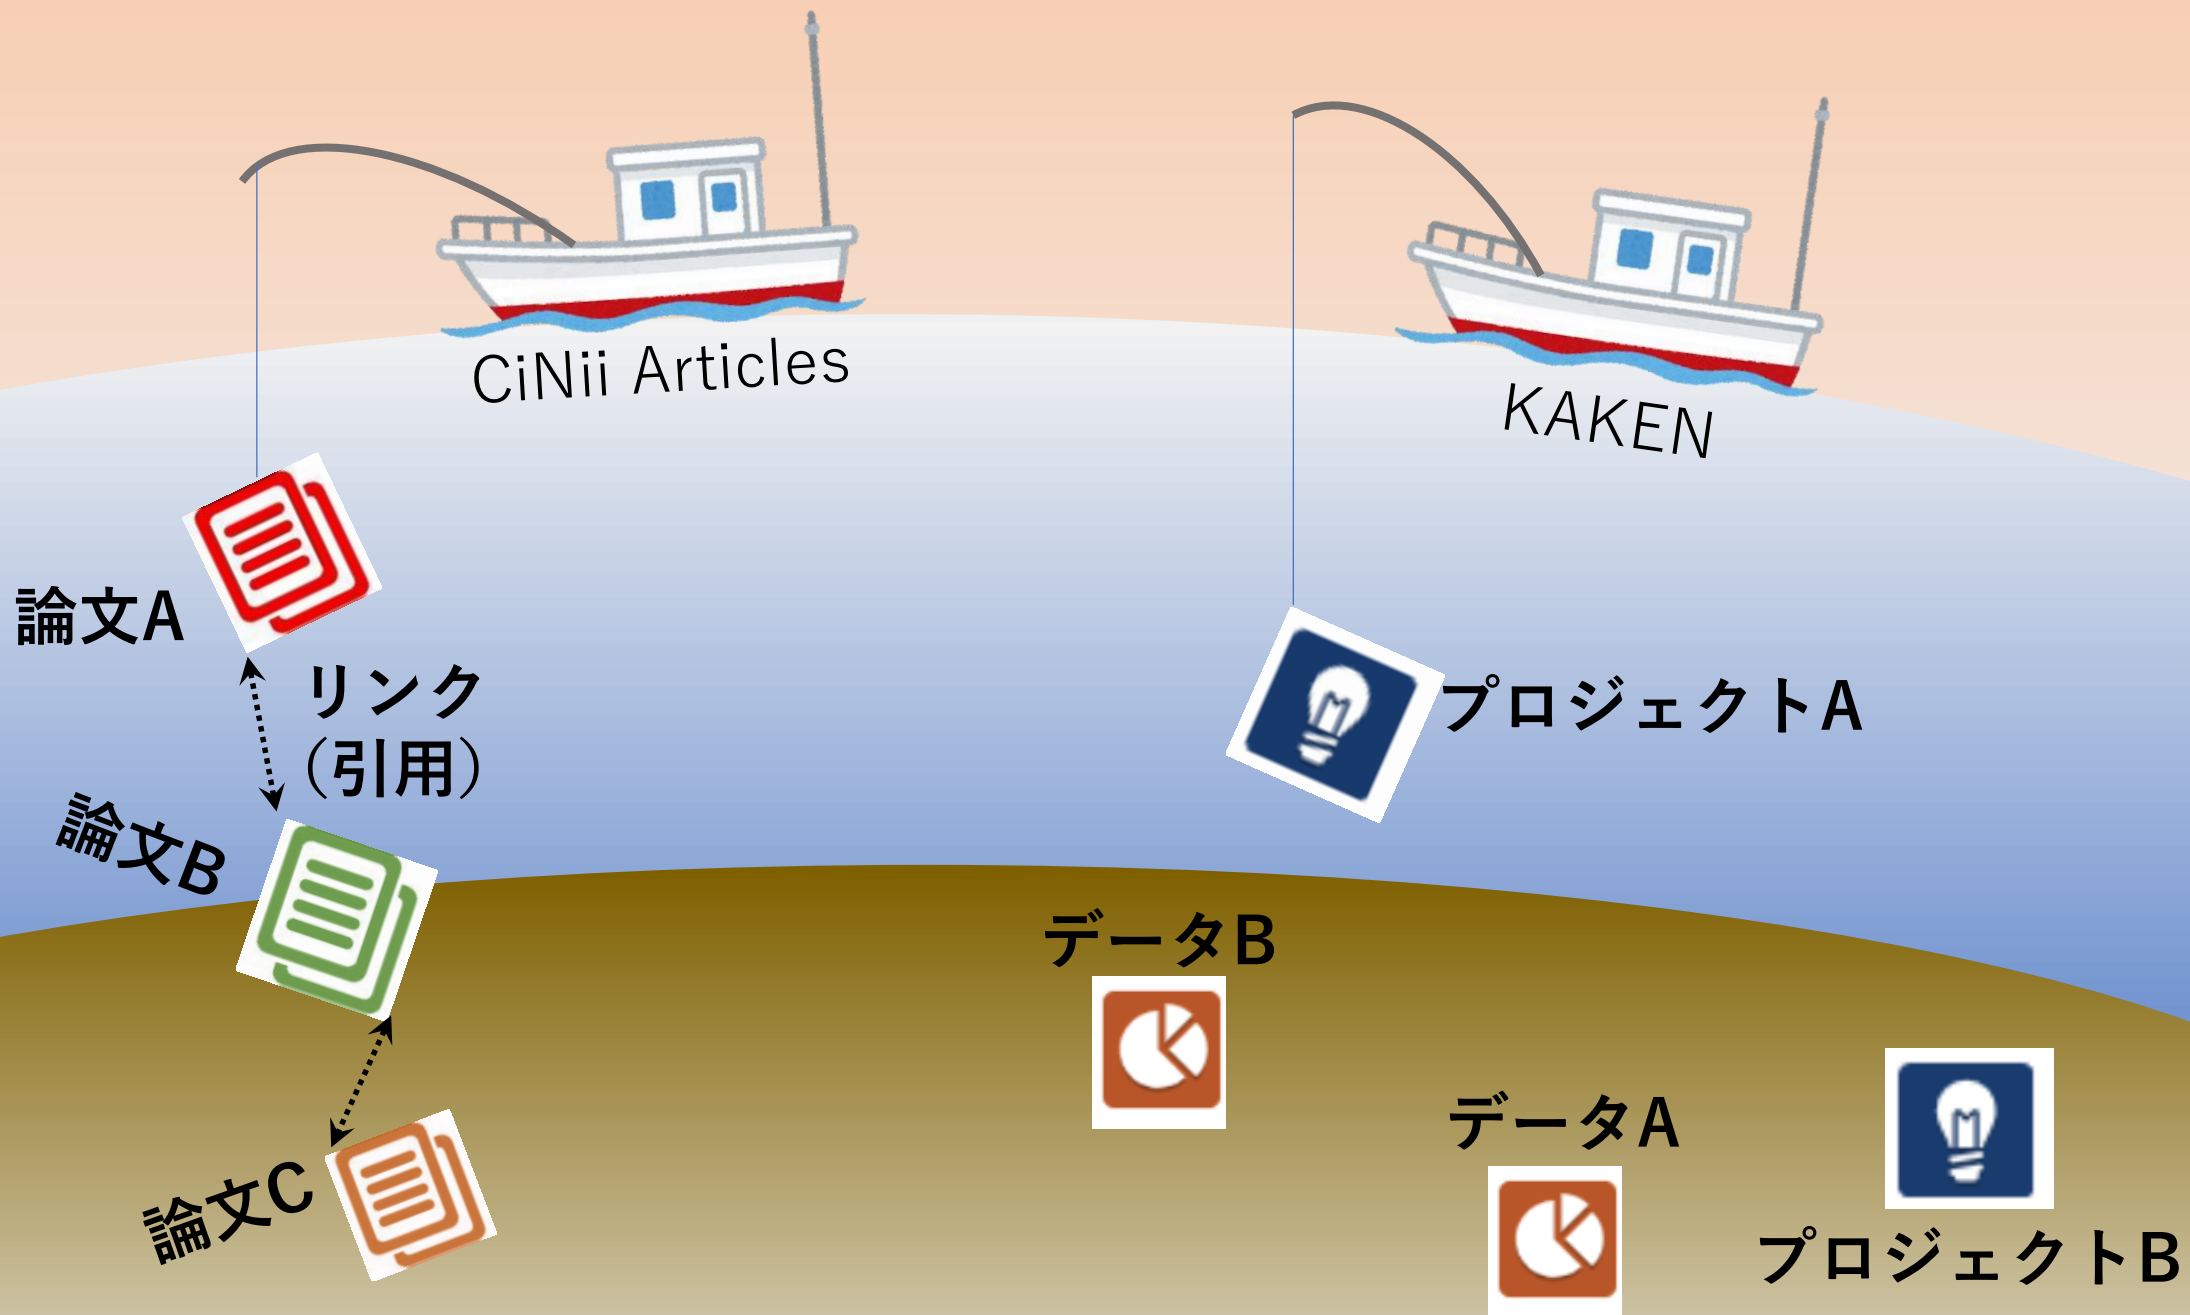 CiNii Articles
KAKEN
論文A
リンク
（引用）
プロジェクトA
論文B
データB
データA
論文C
プロジェクトB